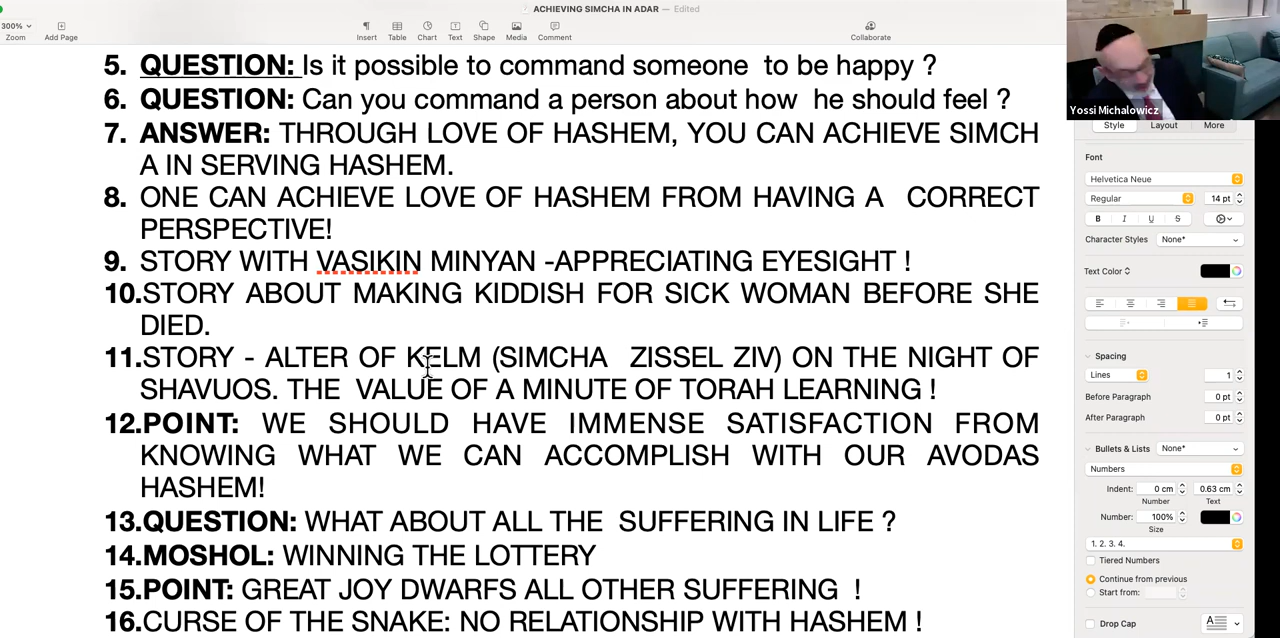 ACHIEVING SIMCHA IN ADAR — Edited
300%
Zoom
Add Page
Insert
Table
Chart
Text
Shape
Media
Comment
Collaborate
Yossi Michalowicz
5. QUESTION: Is it possible to command someone to be happy ?
6. QUESTION: Can you command a person about how he should feel ?
7. ANSWER: THROUGH LOVE OF HASHEM, YOU CAN ACHIEVE SIMCH
A IN SERVING HASHEM.
8. ONE CAN ACHIEVE LOVE OF HASHEM FROM HAVING A CORRECT
PERSPECTIVE!
9. STORY WITH VASIKIN MINYAN -APPRECIATING EYESIGHT !
10.STORY ABOUT MAKING KIDDISH FOR SICK WOMAN BEFORE SHE
DIED.
11.STORY - ALTER OF KELM (SIMCHA ZISSEL ZIV) ON THE NIGHT OF
SHAVUOS. THE VALUE OF A MINUTE OF TORAH LEARNING !
12.POINT: WE SHOULD HAVE IMMENSE SATISFACTION FROM
KNOWING WHAT WE CAN ACCOMPLISH WITH OUR AVODAS
HASHEM!
13.QUESTION: WHAT ABOUT ALL THE SUFFERING IN LIFE ?
14.MOSHOL: WINNING THE LOTTERY
15.POINT: GREAT JOY DWARFS ALL OTHER SUFFERING !
16.CURSE OF THE SNAKE: NO RELATIONSHIP WITH HASHEM !
Style Layout More
Font
Helvetica Neue
Regular 14 pt
B I U S
Character Styles None*
Text Color
Spacing
Lines 1
Before Paragraph 0 pt
After Paragraph 0 pt
Bullets & Lists None*
Numbers
Indent: 0 cm 0.63 cm
Number Text
Number: 100%
Size
1. 2. 3. 4.
Tiered Numbers
Continue from previous
Start from:
Drop Cap